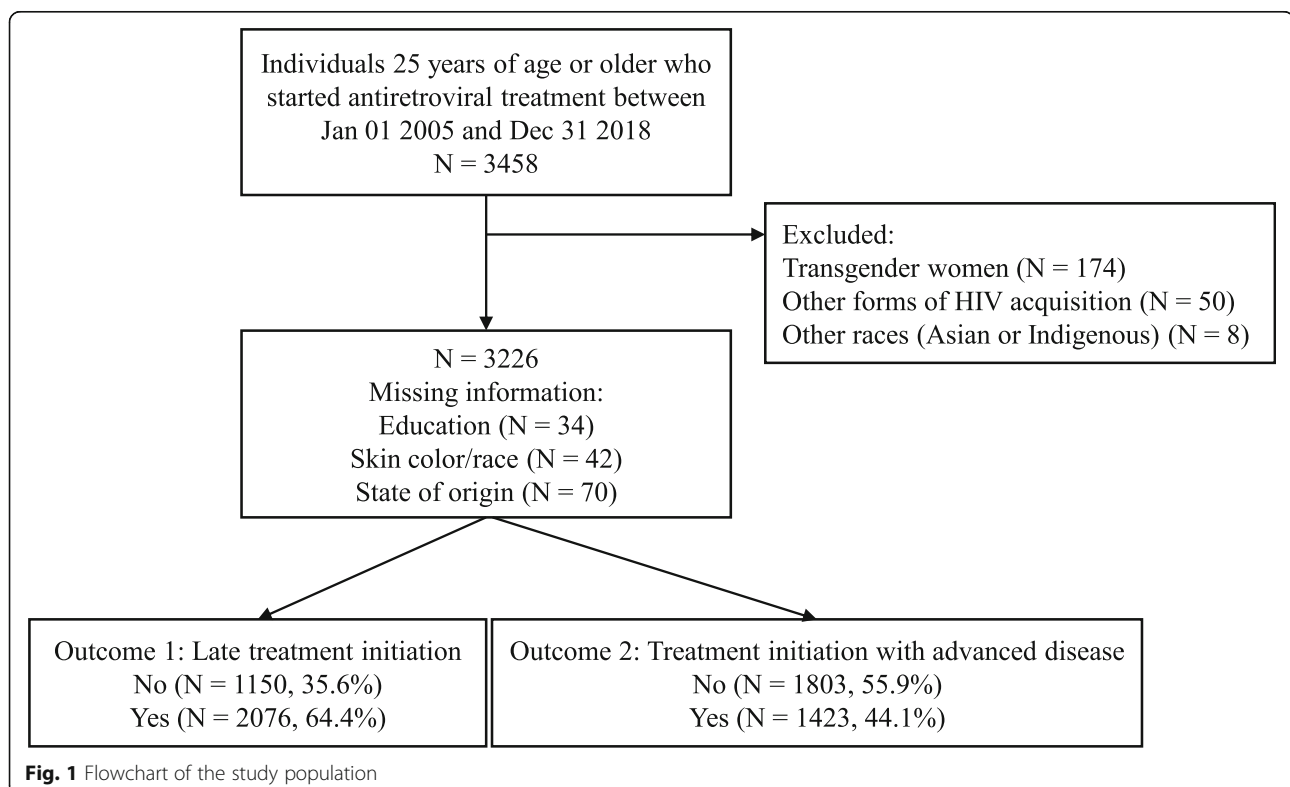 Individuals 25 years of age or older who
started antiretroviral treatment between
Jan 01 2005 and Dec 31 2018
N = 3458
Excluded:
Transgender women (N = 174)
Other forms of HIV acquisition (N = 50)
Other races (Asian or Indigenous) (N = 8)
N = 3226
Missing information:
Education (N = 34)
Skin color/race (N = 42)
State of origin (N = 70)
Outcome 1: Late treatment initiation
No (N = 1150, 35.6%)
Yes (N = 2076, 64.4%)
Outcome 2: Treatment initiation with advanced disease
No (N = 1803, 55.9%)
Yes (N = 1423, 44.1%)
Fig. 1 Flowchart of the study population